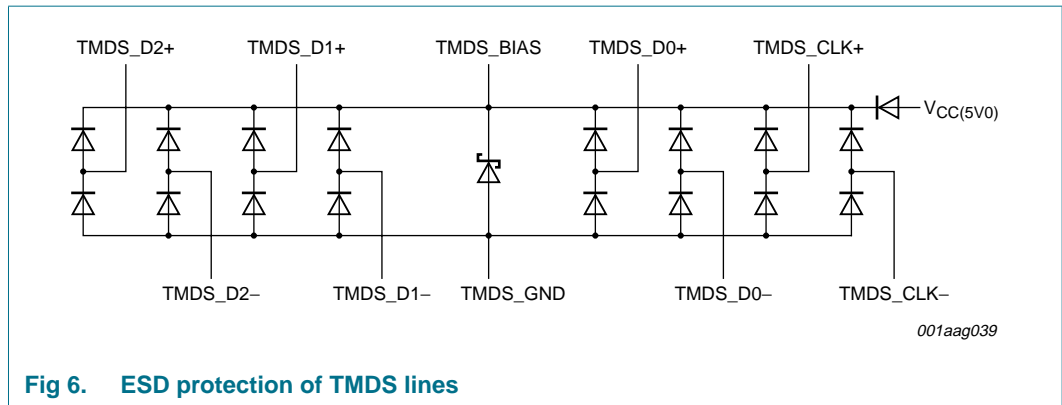 TMDS_D2+ TMDS_D1+ TMDS_BIAS TMDS_D0+ TMDS_CLK+
VCC(5V0)
TMDS_D2− TMDS_D1− TMDS_GND TMDS_D0− TMDS_CLK−
001aag039
Fig 6. ESD protection of TMDS lines